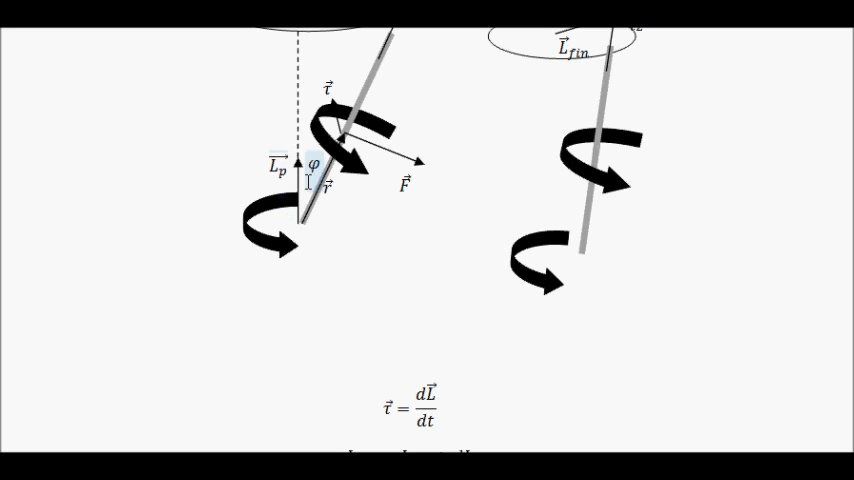 L⃗_fin
τ⃗
L⃗_p
φ
r⃗
F⃗
τ⃗ = dL⃗/dt